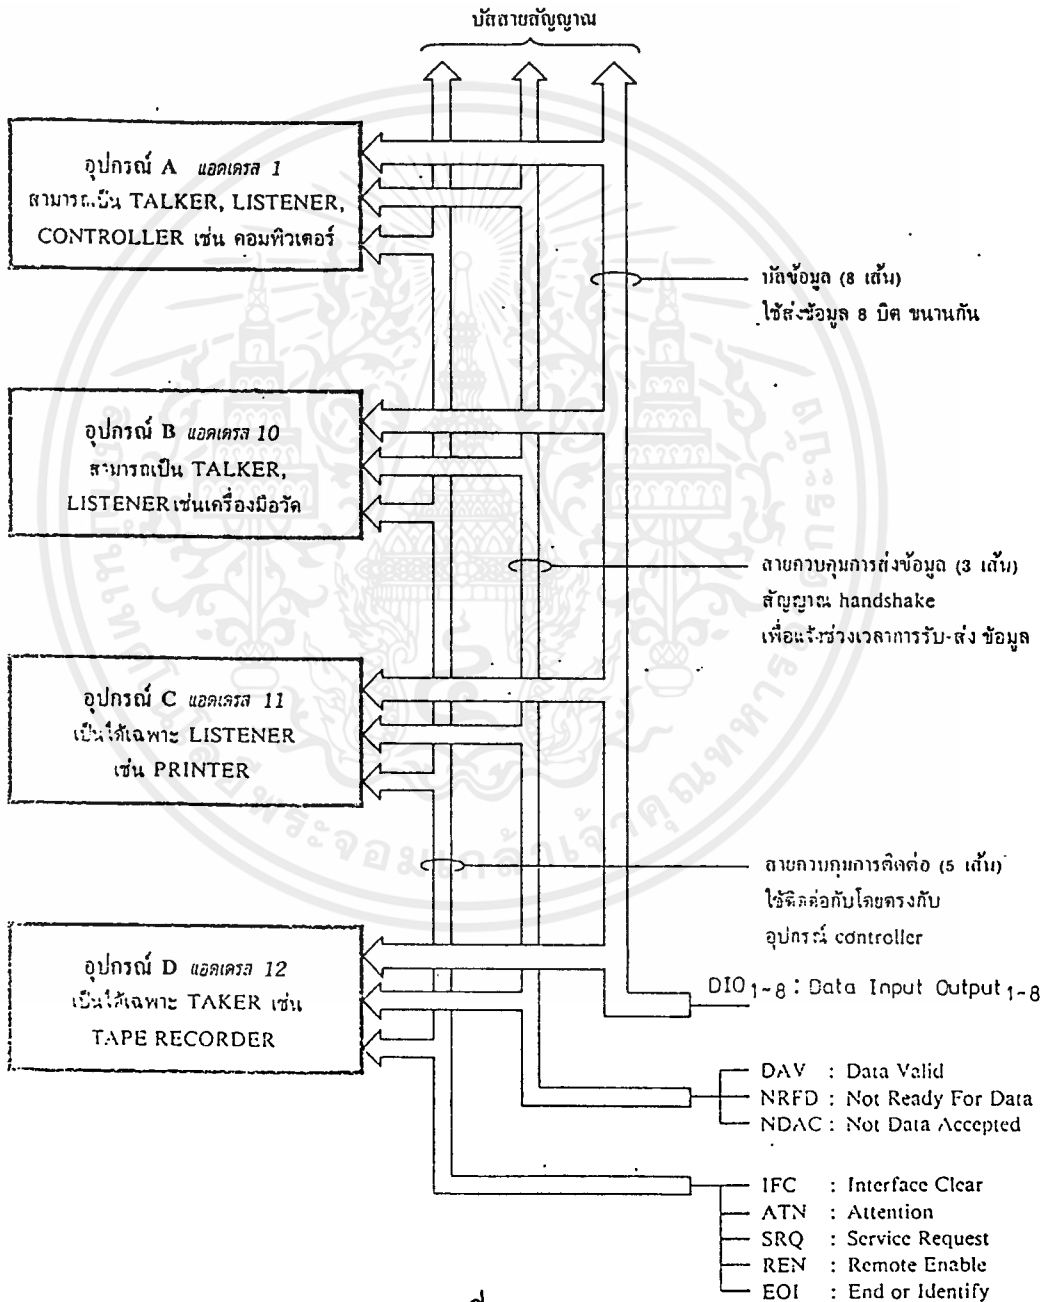 บัสสายสัญญาณ
อุปกรณ์ A แอดเดรส 1
สามารถเป็น TALKER, LISTENER,
CONTROLLER เช่น คอมพิวเตอร์
บัสข้อมูล (8 เส้น)
ใช้ส่งข้อมูล 8 บิต ขนานกัน
อุปกรณ์ B แอดเดรส 10
สามารถเป็น TALKER,
LISTENER เช่นเครื่องมือวัด
สายควบคุมการส่งข้อมูล (3 เส้น)
สัญญาณ handshake
เพื่อแจ้งช่วงเวลาการรับ-ส่ง ข้อมูล
อุปกรณ์ C แอดเดรส 11
เป็นได้เฉพาะ LISTENER
เช่น PRINTER
สายควบคุมการติดต่อ (5 เส้น)
ใช้ติดต่อกับโดยตรงกับ
อุปกรณ์ controller
อุปกรณ์ D แอดเดรส 12
เป็นได้เฉพาะ TAKER เช่น
TAPE RECORDER
DIO 1~8 : Data Input Output 1~8
DAV : Data Valid
NRFD : Not Ready For Data
NDAC : Not Data Accepted
IFC : Interface Clear
ATN : Attention
SRQ : Service Request
REN : Remote Enable
EOI : End or Identify